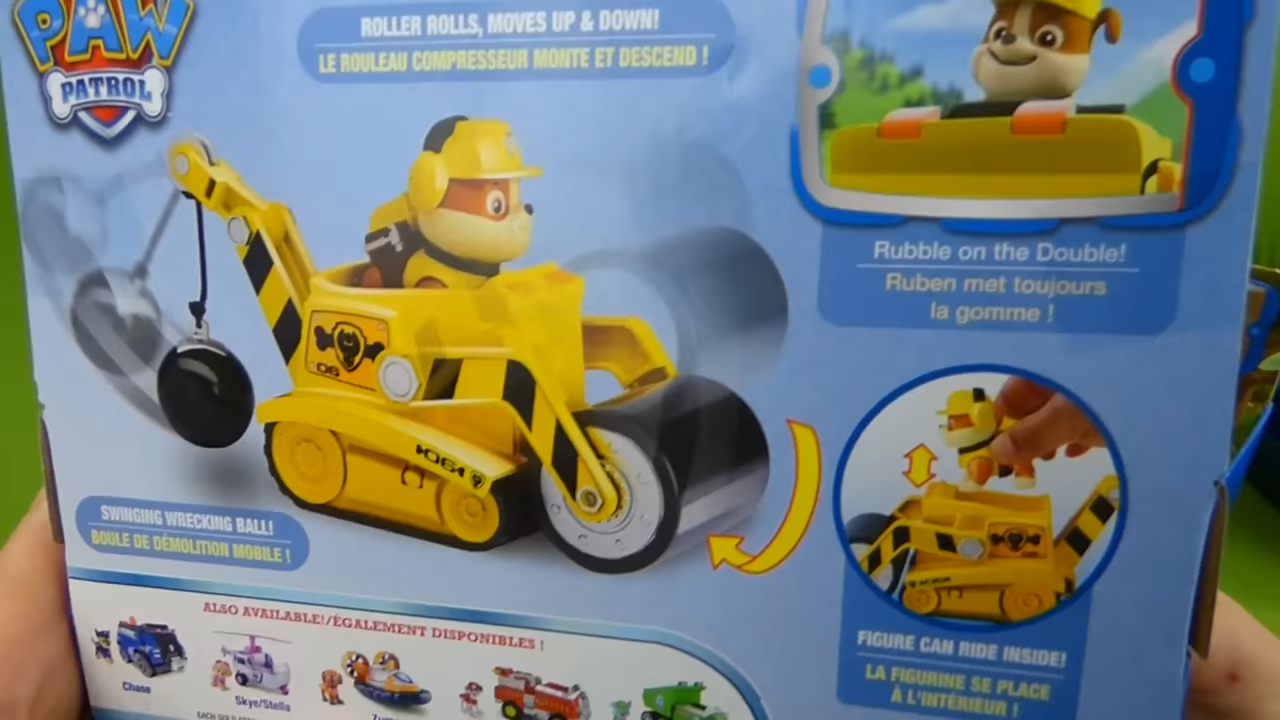 PAW
PATROL
ROLLER ROLLS, MOVES UP & DOWN!
LE ROULEAU COMPRESSEUR MONTE ET DESCEND !
Rubble on the Double!
Ruben met toujours
la gomme !
06
06
SWINGING WRECKING BALL!
BOULE DE DÉMOLITION MOBILE !
FIGURE CAN RIDE INSIDE!
LA FIGURINE SE PLACE
À L'INTÉRIEUR !
ALSO AVAILABLE!/ÉGALEMENT DISPONIBLES !
Chase
Skye/Stella